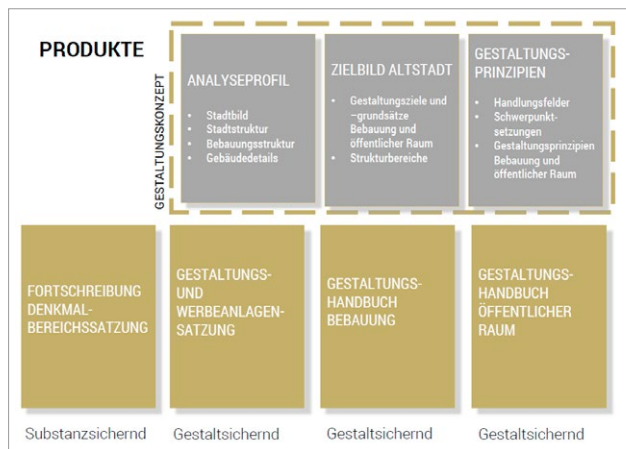 PRODUKTE
GESTALTUNGSKONZEPT
ANALYSEPROFIL
• Stadtbild
• Stadtstruktur
• Bebauungsstruktur
• Gebäudedetails
ZIELBILD ALTSTADT
• Gestaltungsziele und
–grundsätze
Bebauung und
öffentlicher Raum
• Strukturbereiche
GESTALTUNGS-
PRINZIPIEN
• Handlungsfelder
• Schwerpunkt-
setzungen
• Gestaltungsprinzipien
Bebauung und
öffentlicher Raum
FORTSCHREIBUNG
DENKMAL-
BEREICHSSATZUNG
GESTALTUNGS-
UND
WERBEANLAGEN-
SATZUNG
GESTALTUNGS-
HANDBUCH
BEBAUUNG
GESTALTUNGS-
HANDBUCH
ÖFFENTLICHER
RAUM
Substanzsichernd
Gestaltsichernd
Gestaltsichernd
Gestaltsichernd